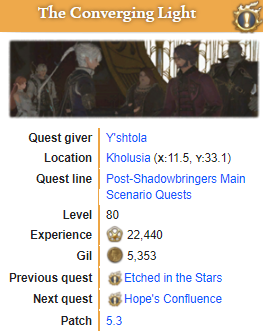 The Converging Light
Quest giver Y'shtola
Location Kholusia (X:11.5, Y:33.1)
Quest line Post-Shadowbringers Main
Scenario Quests
Level 80
Experience 22,440
Gil 5,353
Previous quest Etched in the Stars
Next quest Hope's Confluence
Patch 5.3